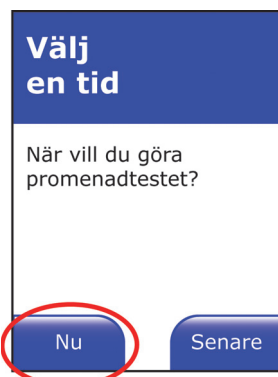 Välj
en tid
När vill du göra
promenadtestet?
Nu
Senare